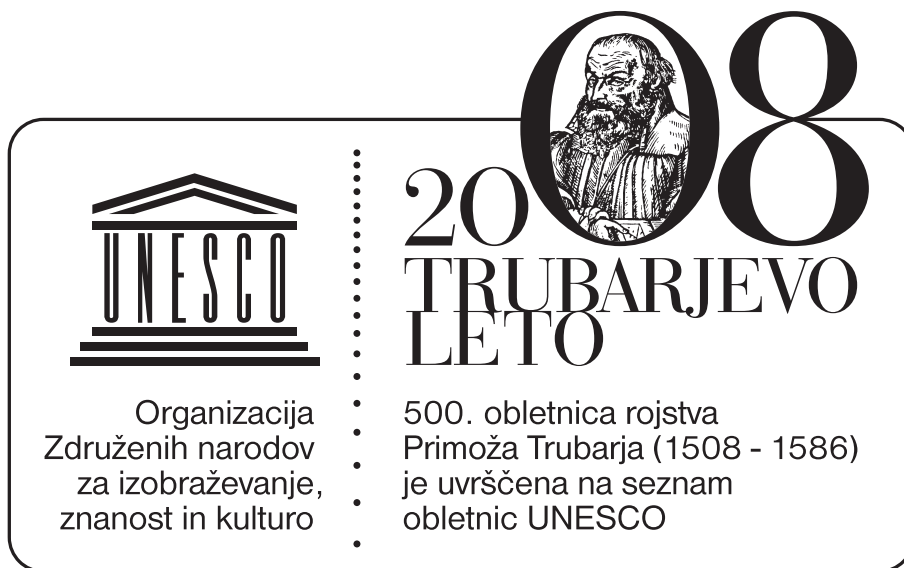 UNESCO
Organizacija
Združenih narodov
za izobraževanje,
znanost in kulturo
2008
TRUBARJEVO
LETO
500. obletnica rojstva
Primoža Trubarja (1508 - 1586)
je uvrščena na seznam
obletnic UNESCO